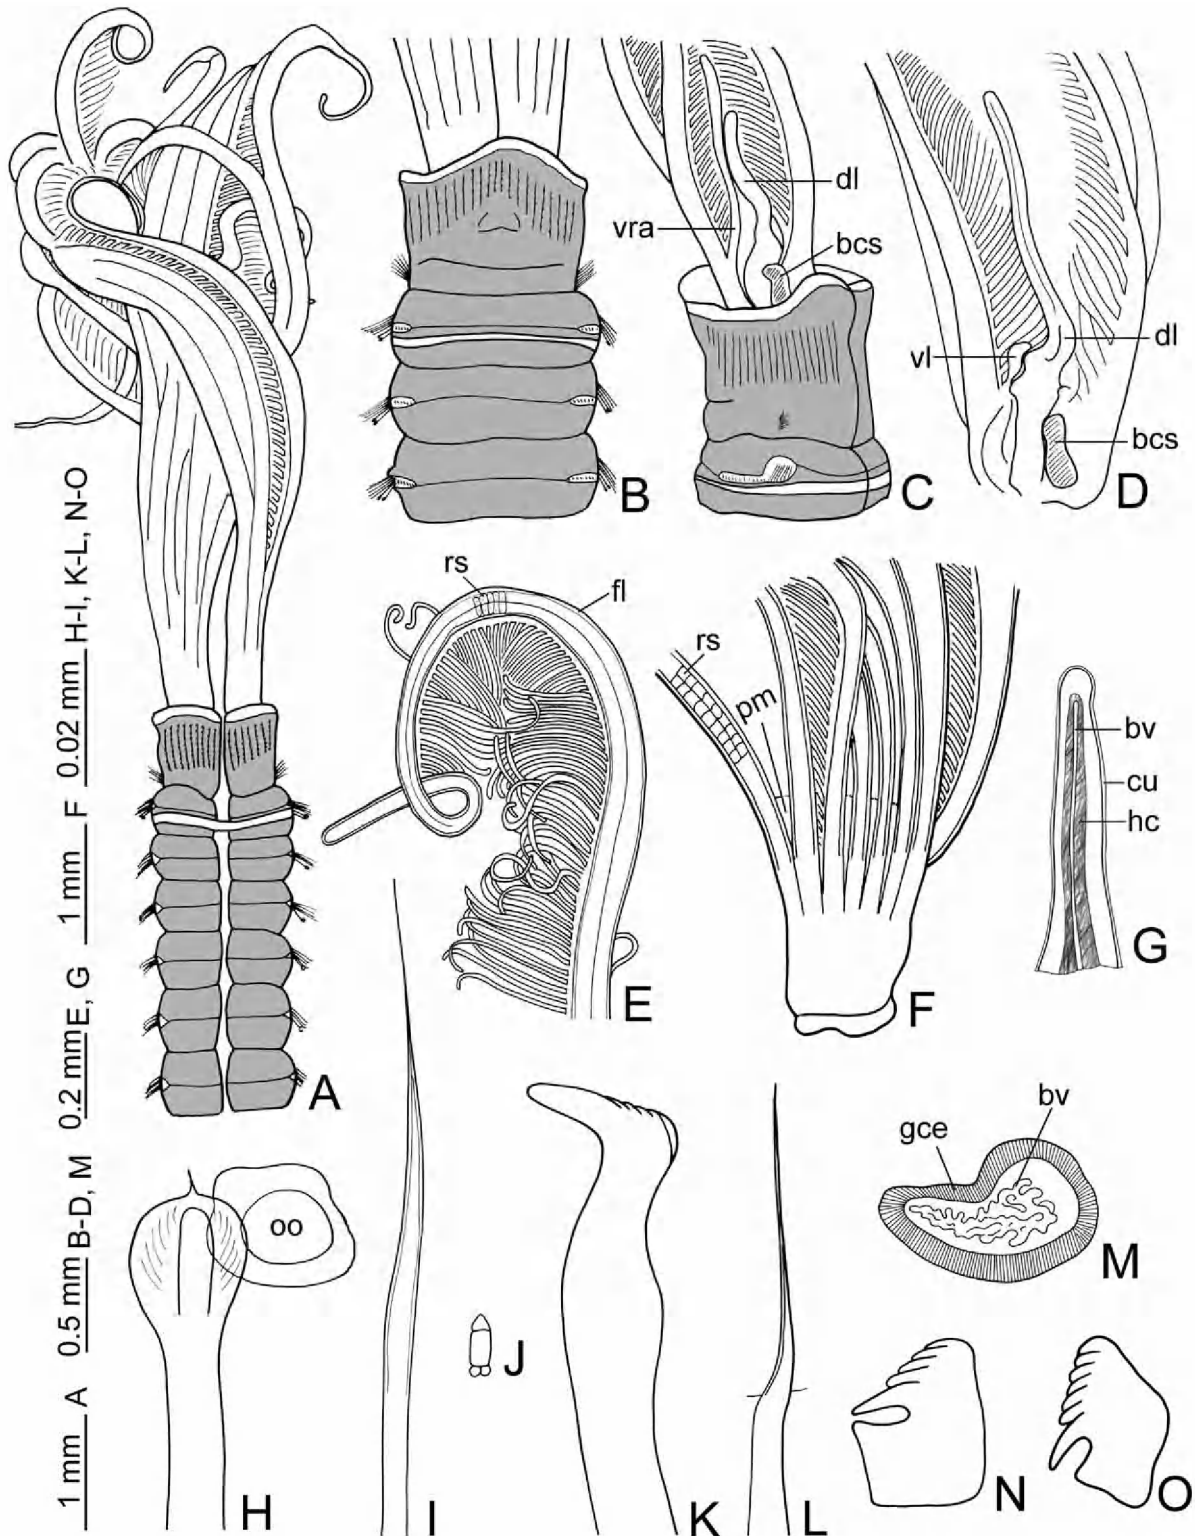 dl
vra
bcs
B
C
vl
dl
bcs
D
A
rs
fl
E
rs
pm
F
bv
cu
hc
G
1 mm A 0.5 mm B-D, M 0.2 mm E, G 1 mm F 0.02 mm H-I, K-L, N-O
oo
H
I
J
K
L
gce
bv
M
N
O